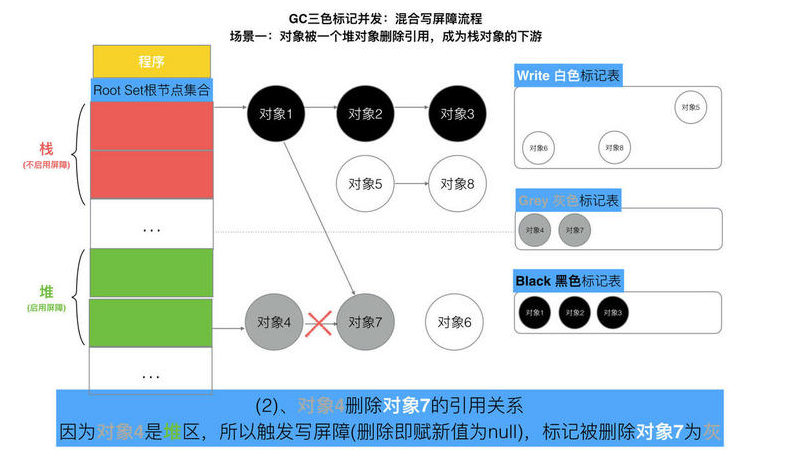 GC三色标记并发：混合写屏障流程
场景一：对象被一个堆对象删除引用，成为栈对象的下游
程序
Root Set根节点集合
栈
(不启用屏障)
...
堆
(启用屏障)
...
对象1
对象2
对象3
对象5
对象8
对象4
对象7
对象6
Write 白色标记表
对象5
对象6
对象8
Grey 灰色标记表
对象4
对象7
Black 黑色标记表
对象1
对象2
对象3
(2)、对象4删除对象7的引用关系
因为对象4是堆区，所以触发写屏障(删除即赋新值为null)，标记被删除对象7为灰